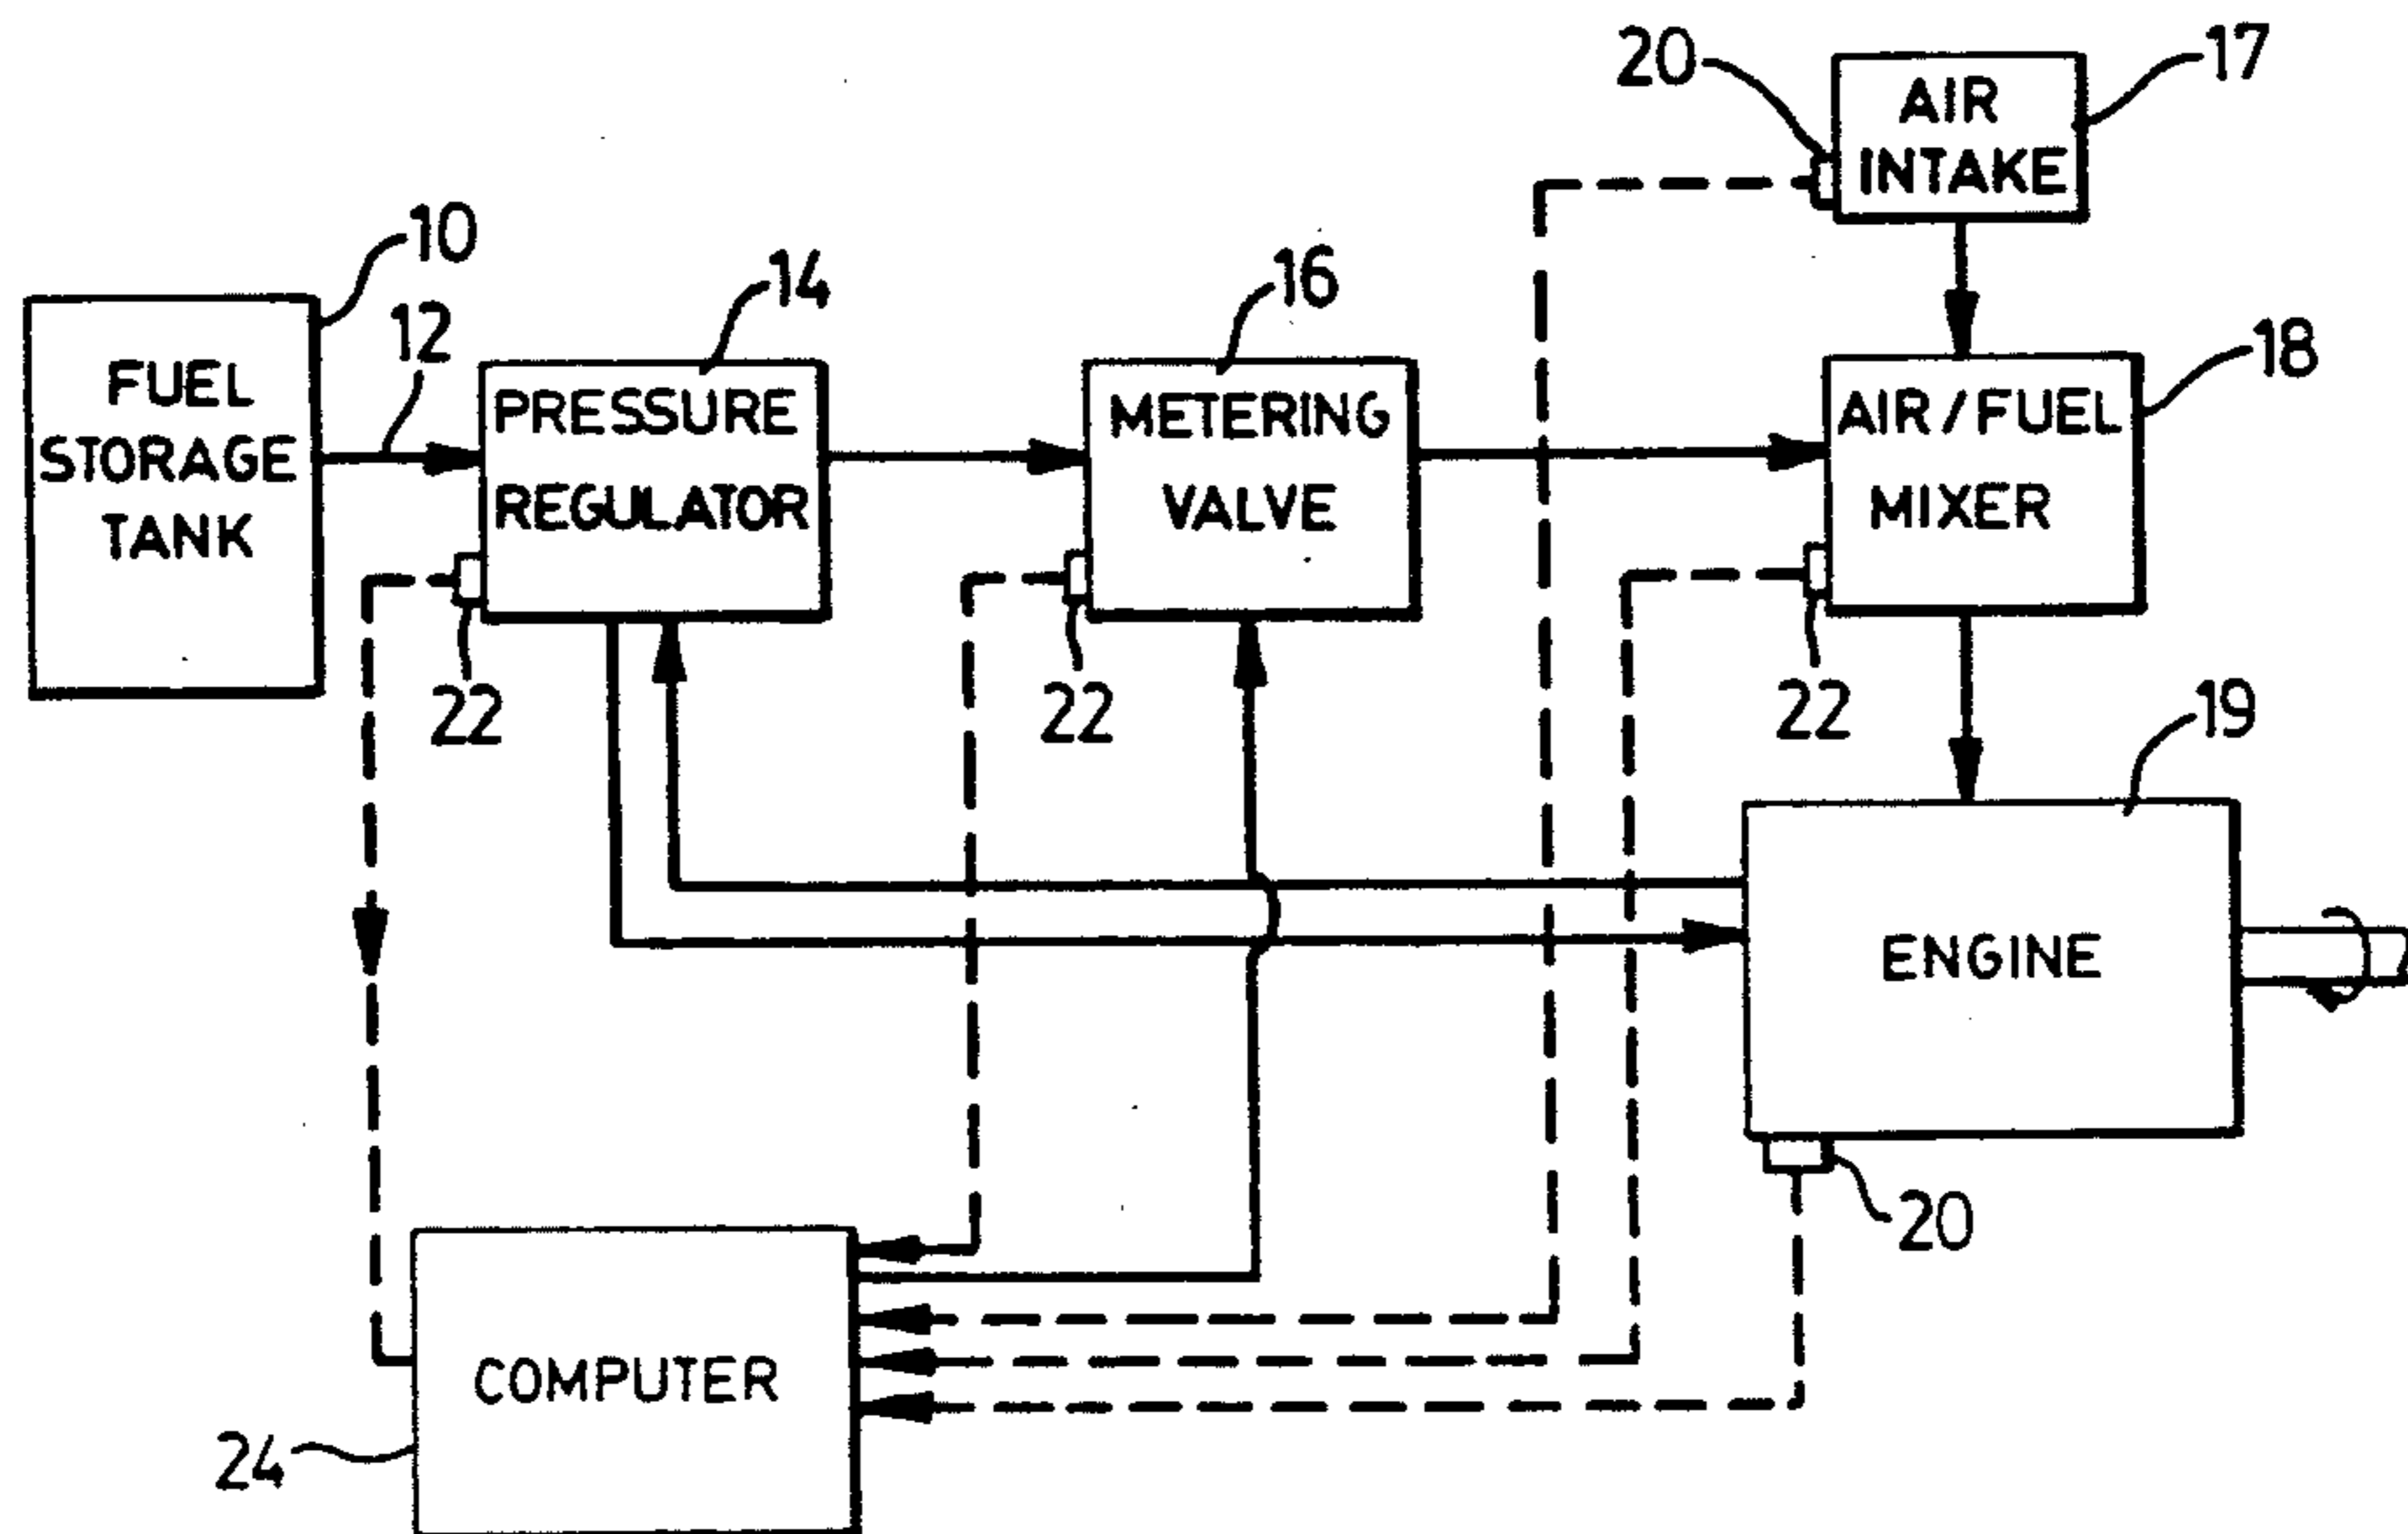 20
17
AIR
INTAKE
10
12
14
16
18
FUEL
STORAGE
TANK
PRESSURE
REGULATOR
METERING
VALVE
AIR/FUEL
MIXER
22
22
22
19
ENGINE
20
COMPUTER
24